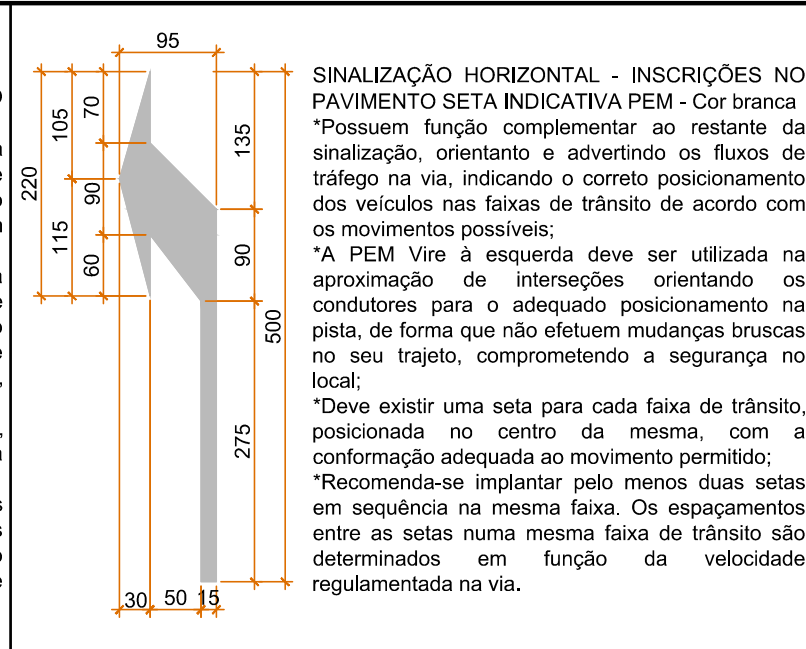 95
220
105
115
70
90
60
135
90
275
500
30
50
15
SINALIZAÇÃO HORIZONTAL - INSCRIÇÕES NO
PAVIMENTO SETA INDICATIVA PEM - Cor branca
*Possuem função complementar ao restante da
sinalização, orientanto e advertindo os fluxos de
tráfego na via, indicando o correto posicionamento
dos veículos nas faixas de trânsito de acordo com
os movimentos possíveis;
*A PEM Vire à esquerda deve ser utilizada na
aproximação de interseções orientando os
condutores para o adequado posicionamento na
pista, de forma que não efetuem mudanças bruscas
no seu trajeto, comprometendo a segurança no
local;
*Deve existir uma seta para cada faixa de trânsito,
posicionada no centro da mesma, com a
conformação adequada ao movimento permitido;
*Recomenda-se implantar pelo menos duas setas
em sequência na mesma faixa. Os espaçamentos
entre as setas numa mesma faixa de trânsito são
determinados em função da velocidade
regulamentada na via.